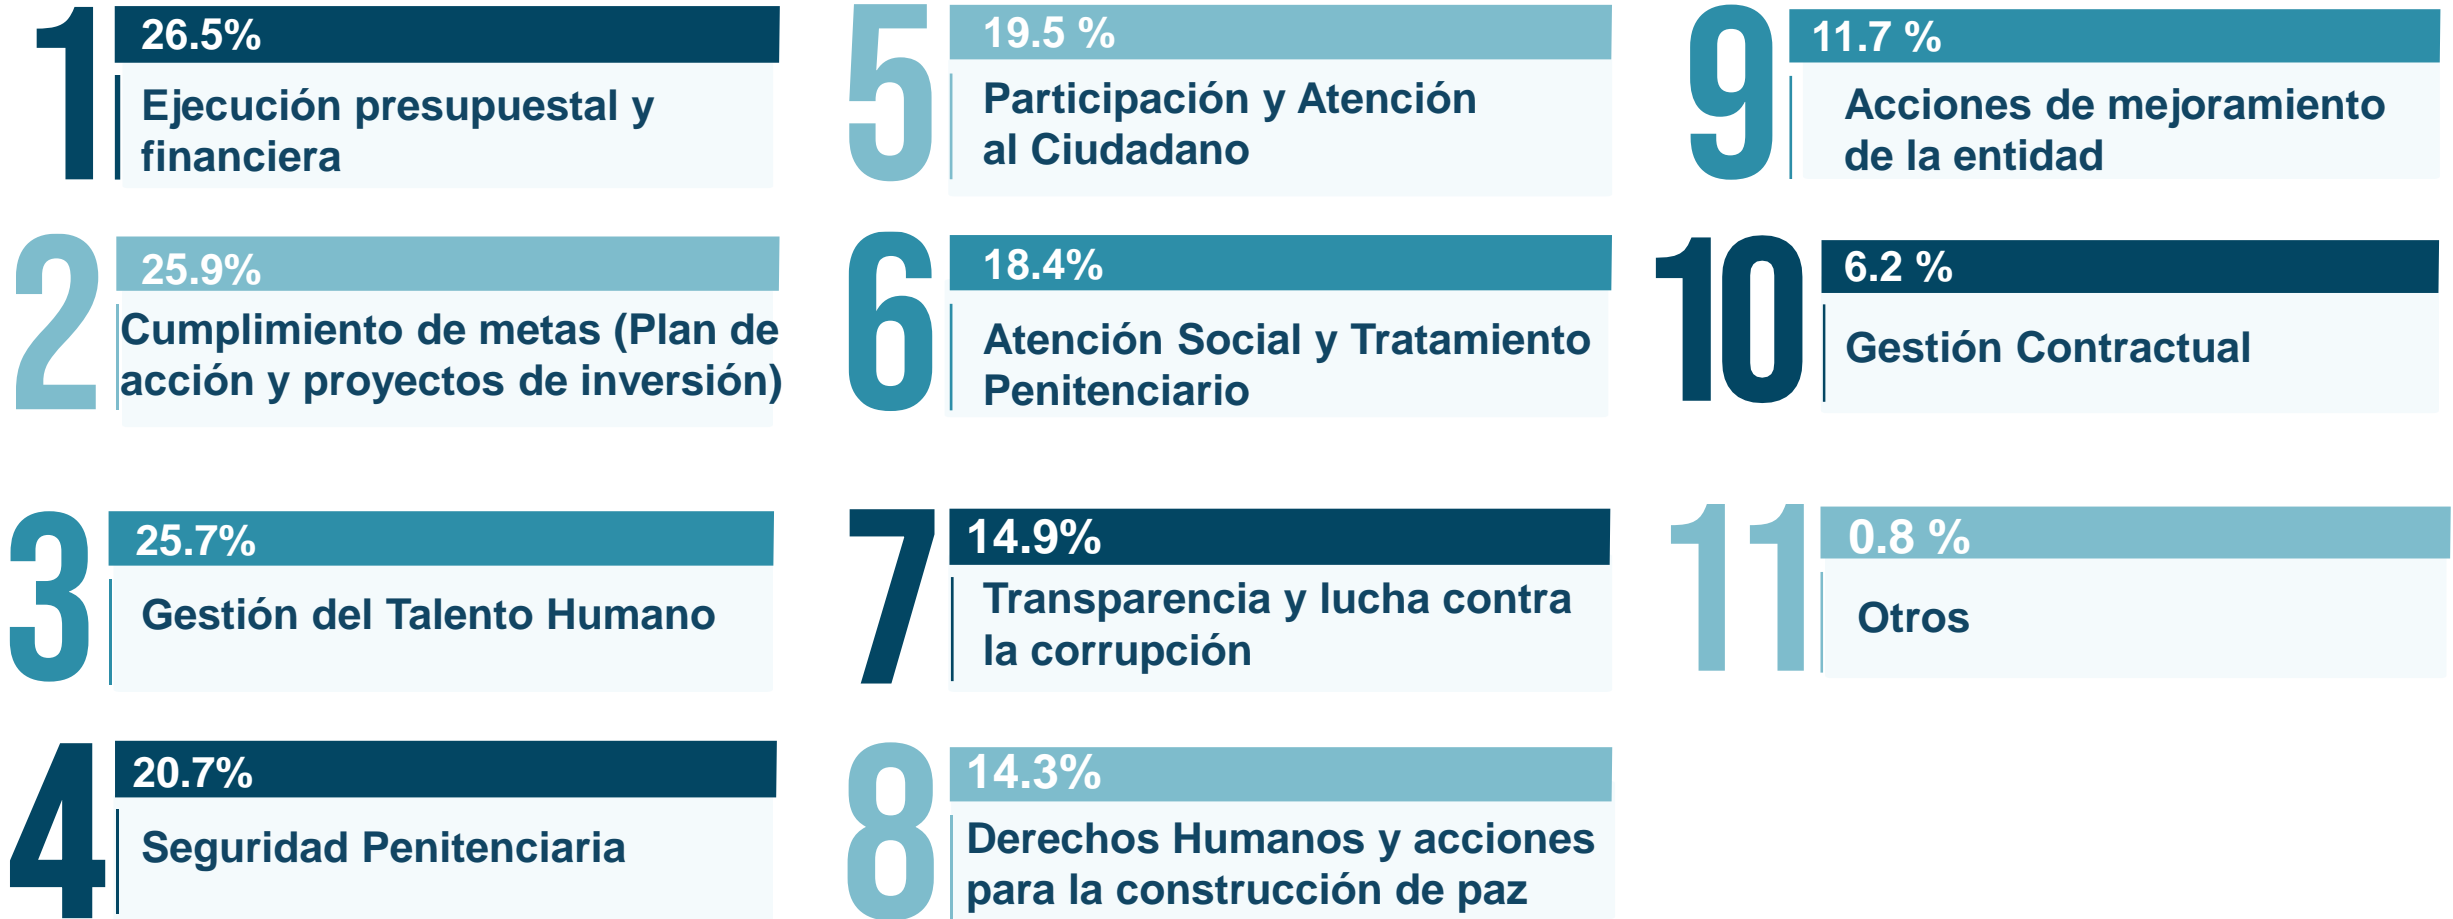 1
26.5%
Ejecución presupuestal y
financiera
2
25.9%
Cumplimiento de metas (Plan de
acción y proyectos de inversión)
3
25.7%
Gestión del Talento Humano
4
20.7%
Seguridad Penitenciaria
5
19.5 %
Participación y Atención
al Ciudadano
6
18.4%
Atención Social y Tratamiento
Penitenciario
7
14.9%
Transparencia y lucha contra
la corrupción
8
14.3%
Derechos Humanos y acciones
para la construcción de paz
9
11.7 %
Acciones de mejoramiento
de la entidad
10
6.2 %
Gestión Contractual
11
0.8 %
Otros